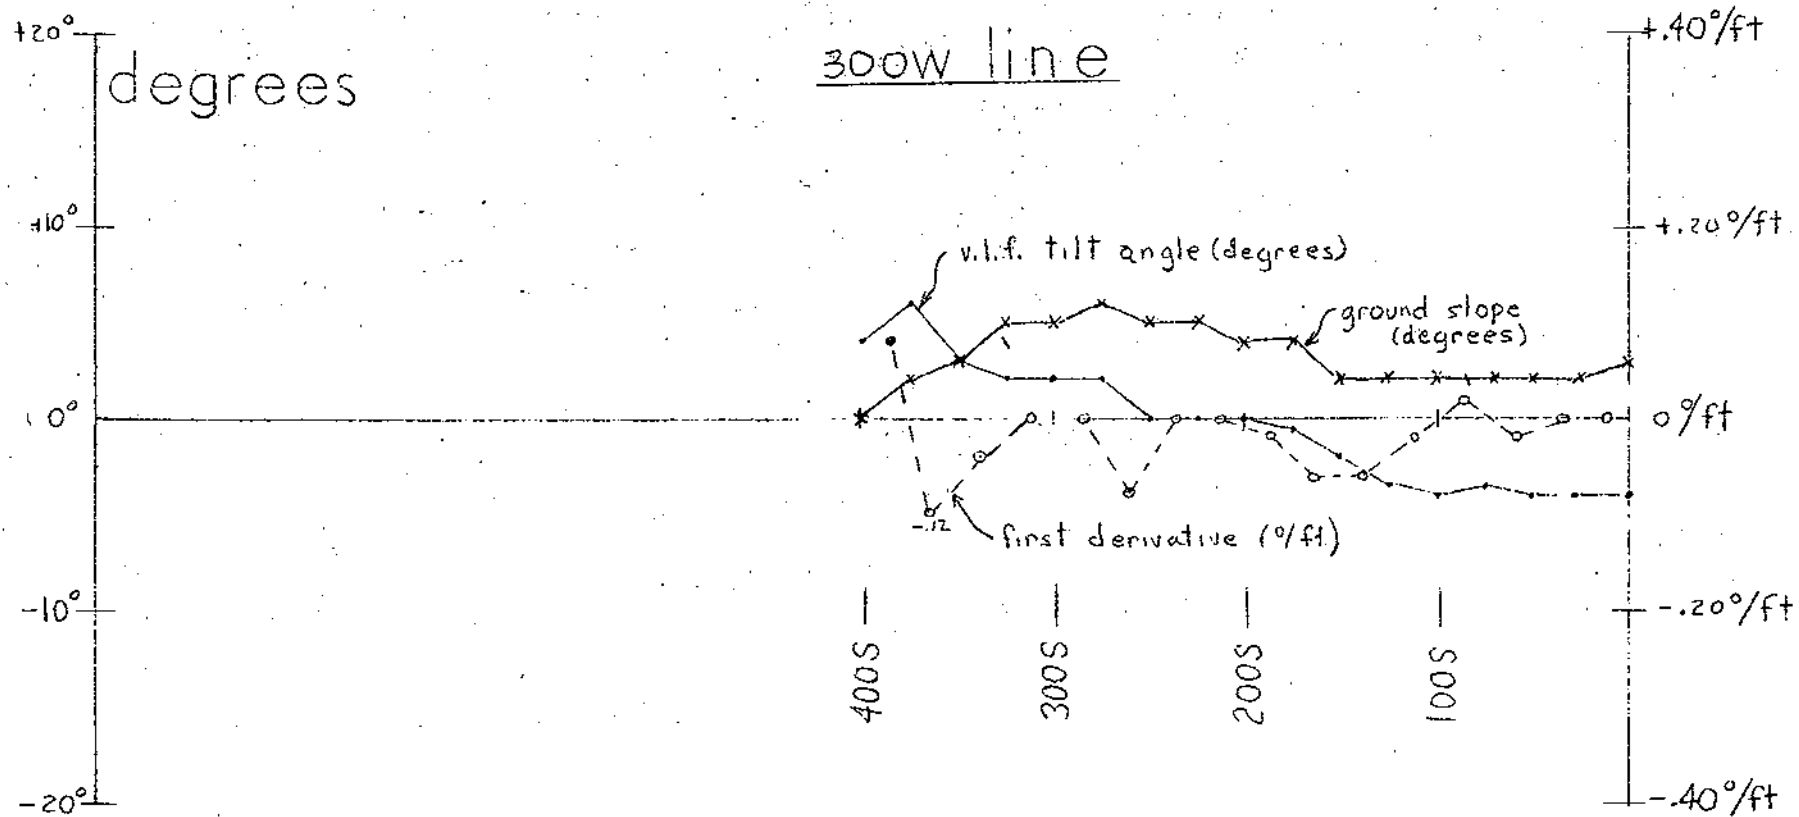 +20°
degrees
300W line
+.40°/ft
+10°
+.20°/ft
v.l.f. tilt angle (degrees)
ground slope
(degrees)
0°
0°/ft
-.12
first derivative (°/ft)
-10°
-.20°/ft
400S
300S
200S
100S
-20°
-.40°/ft